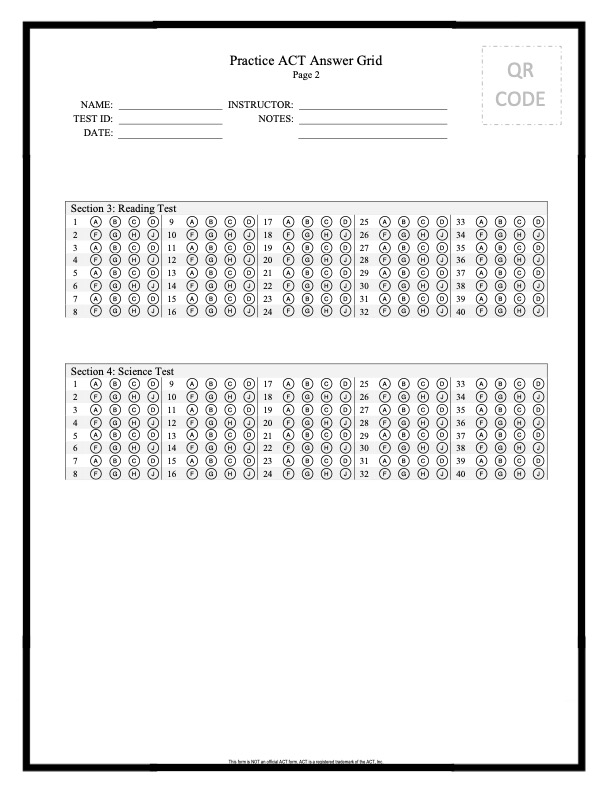 Practice ACT Answer Grid
Page 2
QR
CODE
NAME: INSTRUCTOR:
TEST ID: NOTES:
DATE:
Section 3: Reading Test
1 A B C D 9 A B C D 17 A B C D 25 A B C D 33 A B C D
2 F G H J 10 F G H J 18 F G H J 26 F G H J 34 F G H J
3 A B C D 11 A B C D 19 A B C D 27 A B C D 35 A B C D
4 F G H J 12 F G H J 20 F G H J 28 F G H J 36 F G H J
5 A B C D 13 A B C D 21 A B C D 29 A B C D 37 A B C D
6 F G H J 14 F G H J 22 F G H J 30 F G H J 38 F G H J
7 A B C D 15 A B C D 23 A B C D 31 A B C D 39 A B C D
8 F G H J 16 F G H J 24 F G H J 32 F G H J 40 F G H J
Section 4: Science Test
1 A B C D 9 A B C D 17 A B C D 25 A B C D 33 A B C D
2 F G H J 10 F G H J 18 F G H J 26 F G H J 34 F G H J
3 A B C D 11 A B C D 19 A B C D 27 A B C D 35 A B C D
4 F G H J 12 F G H J 20 F G H J 28 F G H J 36 F G H J
5 A B C D 13 A B C D 21 A B C D 29 A B C D 37 A B C D
6 F G H J 14 F G H J 22 F G H J 30 F G H J 38 F G H J
7 A B C D 15 A B C D 23 A B C D 31 A B C D 39 A B C D
8 F G H J 16 F G H J 24 F G H J 32 F G H J 40 F G H J
This form is NOT an official ACT form. ACT is a registered trademark of the ACT, Inc.